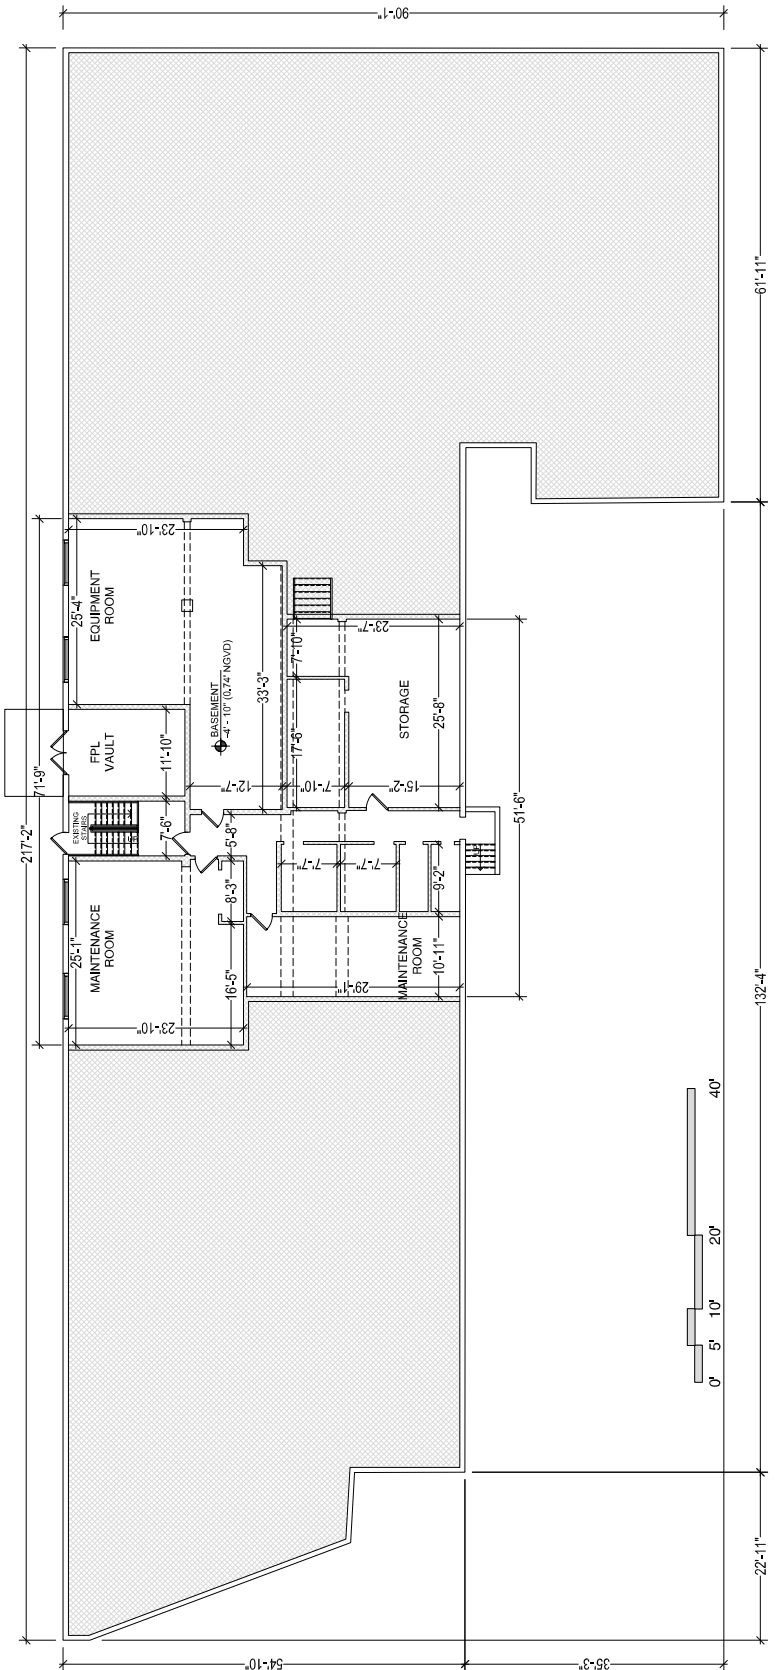 90'-1"
217'-2"
61'-11"
71'-9"
23'-10"
25'-4"
EQUIPMENT
ROOM
7'-10"
23'-7"
33'-3"
BASEMENT
-4'- 10" (0.74' NGVD)
FPL
VAULT
11'-10"
STORAGE
25'-8"
17'-6"
12'-7"
7'-10"
15'-2"
51'-6"
EXISTING
STAIRS
UP
7'-6"
5'-8"
7'-7"
7'-7"
9'-2"
8'-3"
25'-1"
MAINTENANCE
ROOM
16'-5"
MAINTENANCE
ROOM
10'-11"
29'-1"
23'-10"
132'-4"
0'
5'
10'
20'
40'
22'-11"
54'-10"
35'-3"